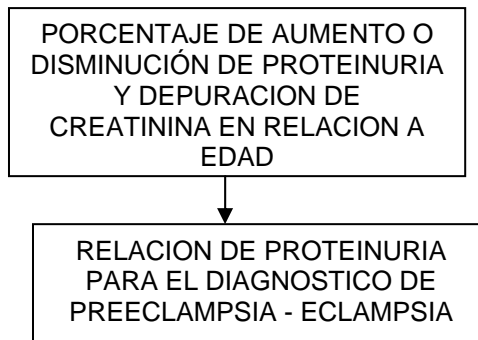 PORCENTAJE DE AUMENTO O
DISMINUCIÓN DE PROTEINURIA
Y DEPURACION DE
CREATININA EN RELACION A
EDAD
RELACION DE PROTEINURIA
PARA EL DIAGNOSTICO DE
PREECLAMPSIA - ECLAMPSIA